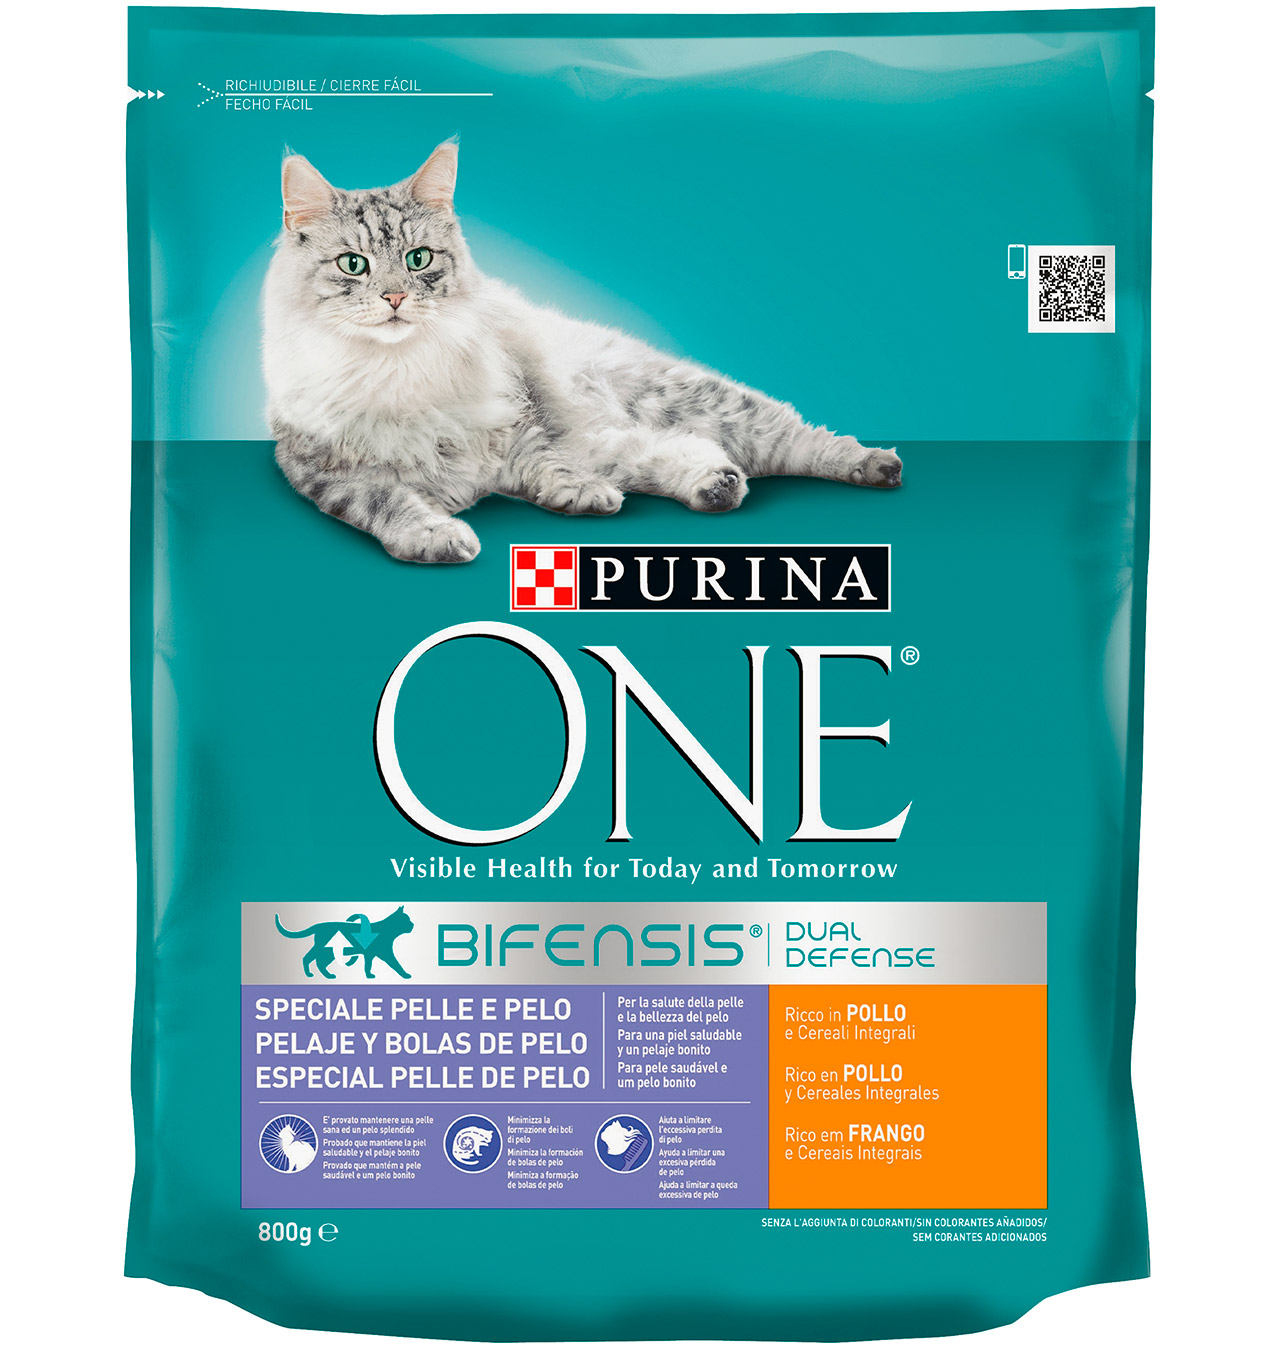 RICHIUDIBILE / CIERRE FÁCIL
FECHO FÁCIL
PURINA
ONE®
Visible Health for Today and Tomorrow
BIFENSIS®
DUAL
DEFENSE
SPECIALE PELLE E PELO
PELAJE Y BOLAS DE PELO
ESPECIAL PELLE DE PELO
Per la salute della pelle
e la bellezza del pelo
Para una piel saludable
y un pelaje bonito
Para pele saudável e
um pelo bonito
Ricco in POLLO
e Cereali Integrali
Rico en POLLO
y Cereales Integrales
Rico em FRANGO
e Cereais Integrais
E' provato mantenere una pelle
sana ed un pelo splendido
Probado que mantiene la piel
saludable y el pelaje bonito
Provado que mantém a pele
saudável e um pelo bonito
Minimizza la
formazione dei boli
di pelo
Minimiza la formación
de bolas de pelo
Minimiza a formação
de bolas de pelo
Aiuta a limitare
l'eccessiva perdita
di pelo
Ayuda a limitar una
excesiva pérdida
de pelo
Ajuda a limitar a queda
excessiva de pelo
800g ℮
SENZA L'AGGIUNTA DI COLORANTI/SIN COLORANTES AÑADIDOS/
SEM CORANTES ADICIONADOS